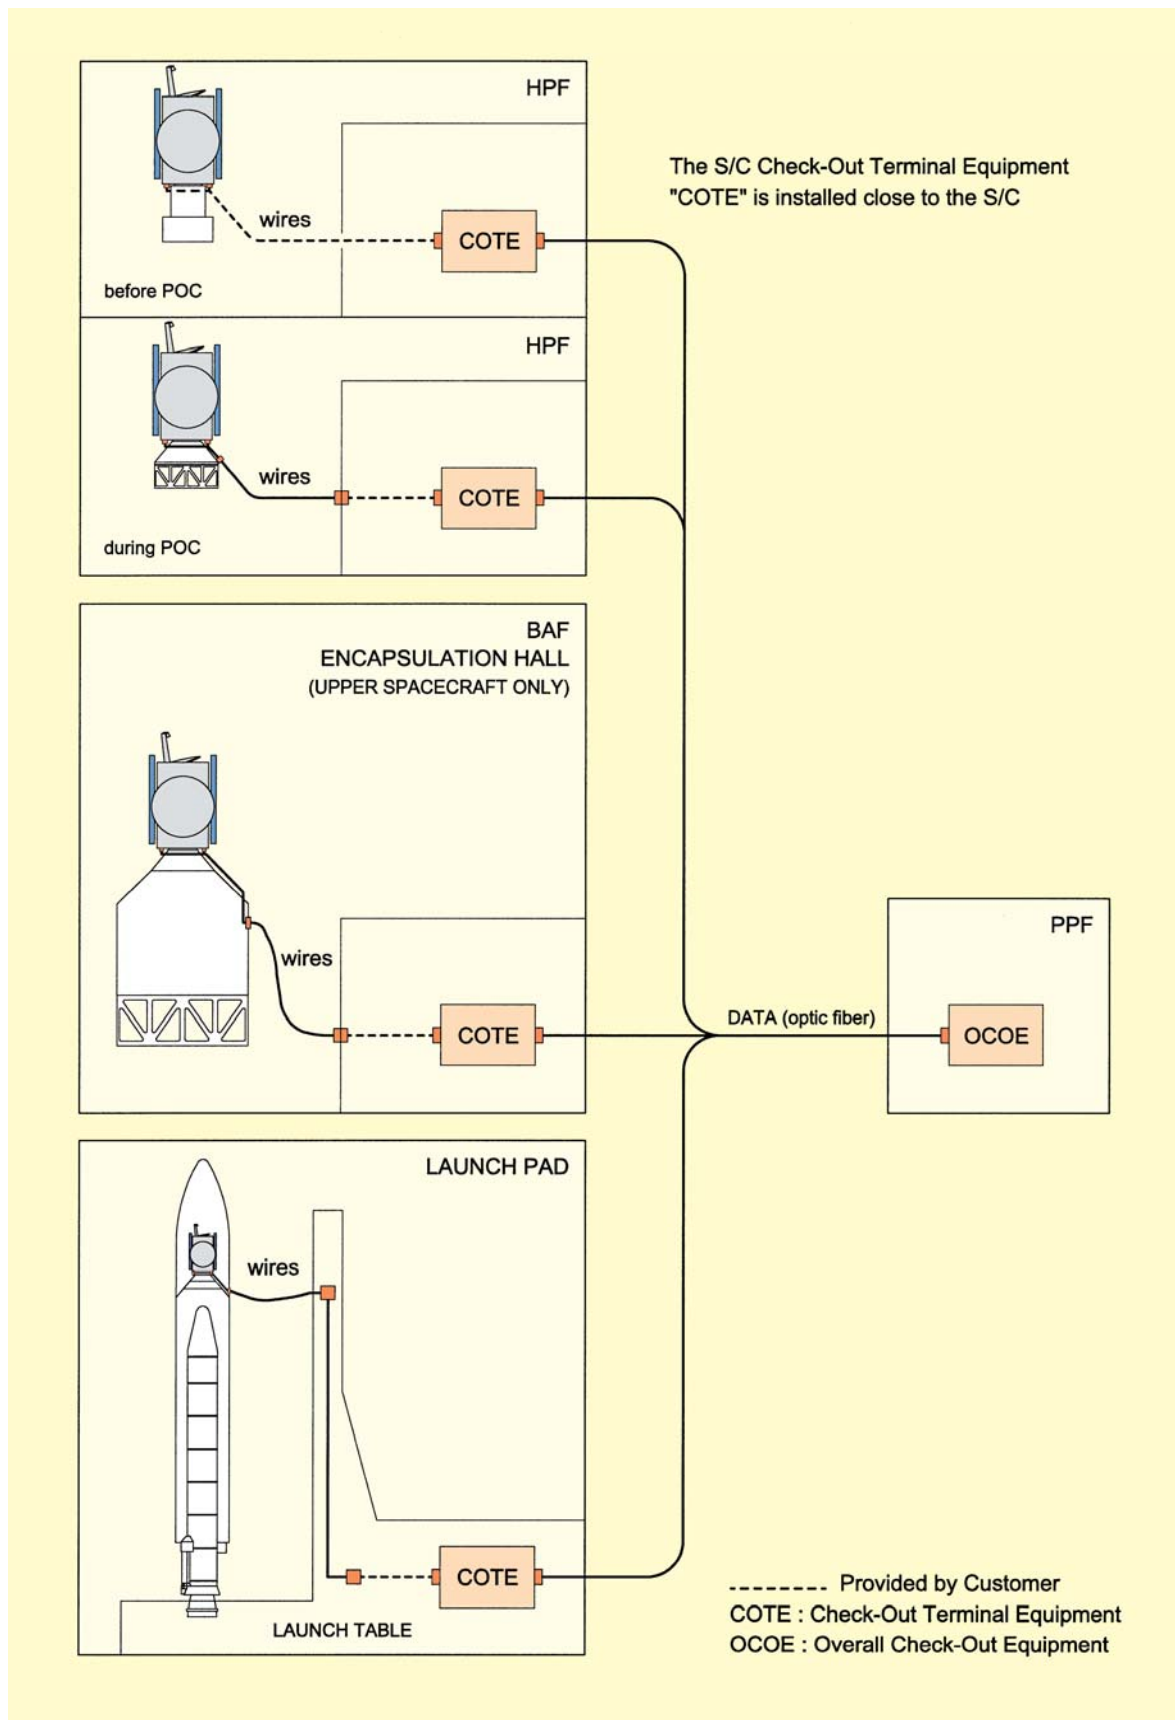 HPF
The S/C Check-Out Terminal Equipment
"COTE" is installed close to the S/C
wires
COTE
before POC
HPF
wires
COTE
during POC
BAF
ENCAPSULATION HALL
(UPPER SPACECRAFT ONLY)
wires
COTE
PPF
DATA (optic fiber)
OCOE
LAUNCH PAD
wires
COTE
LAUNCH TABLE
Provided by Customer
COTE : Check-Out Terminal Equipment
OCOE : Overall Check-Out Equipment